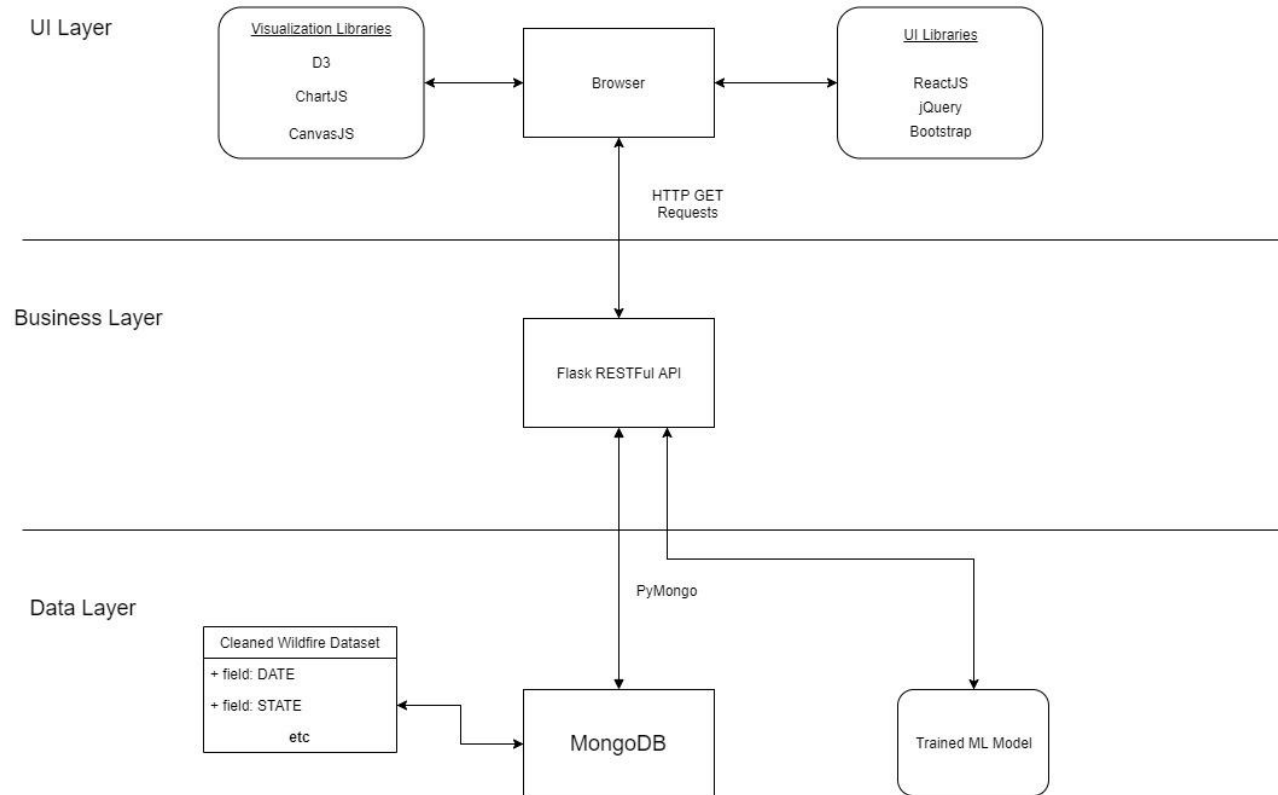 UI Layer
Visualization Libraries
D3
ChartJS
CanvasJS
Browser
UI Libraries
ReactJS
jQuery
Bootstrap
HTTP GET
Requests
Business Layer
Flask RESTFul API
PyMongo
Data Layer
Cleaned Wildfire Dataset
+ field: DATE
+ field: STATE
etc
MongoDB
Trained ML Model